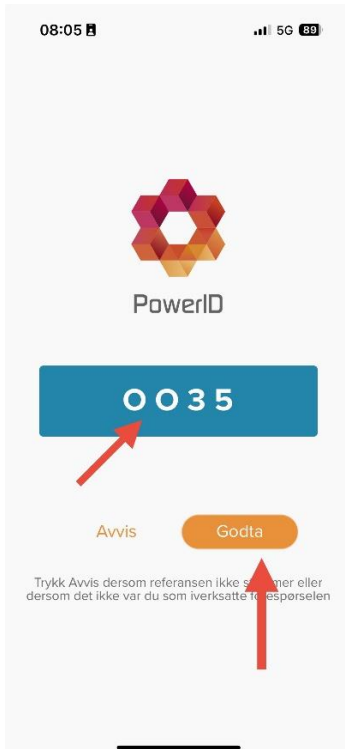 08:05 5G 89
PowerID
0035
Avvis Godta
Trykk Avvis dersom referansen ikke eller
dersom det ikke var du som iverksatte forespørselen